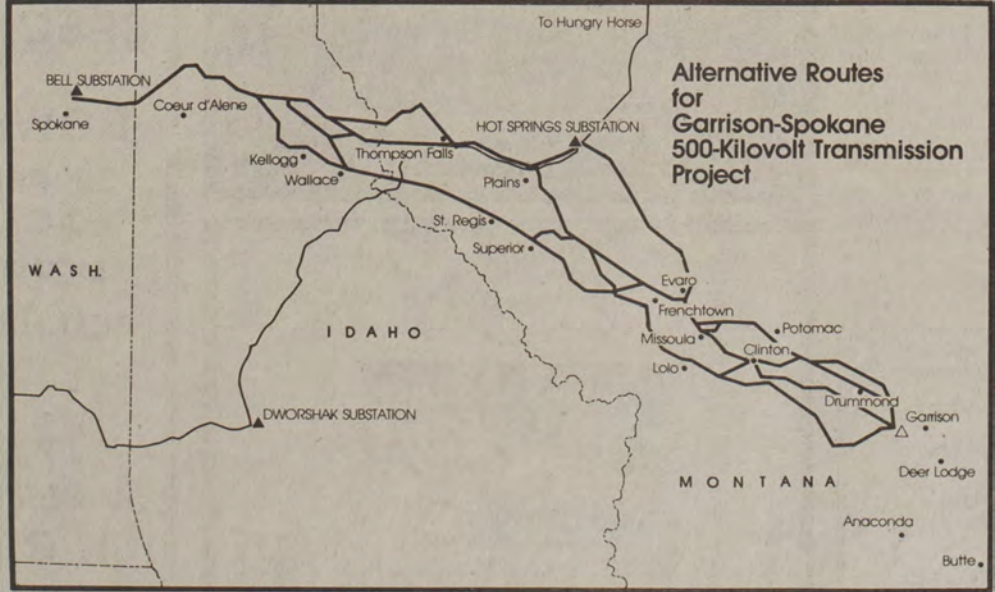 To Hungry Horse
Alternative Routes
for
Garrison-Spokane
500-Kilovolt Transmission
Project
BELL SUBSTATION
Spokane
Coeur d'Alene
HOT SPRINGS SUBSTATION
Thompson Falls
Kellogg
Wallace
Plains
St. Regis
Superior
WASH.
IDAHO
Evaro
Frenchtown
Missoula
Potomac
Clinton
Lolo
Drummond
DWORSHAK SUBSTATION
Garrison
Deer Lodge
MONTANA
Anaconda
Butte